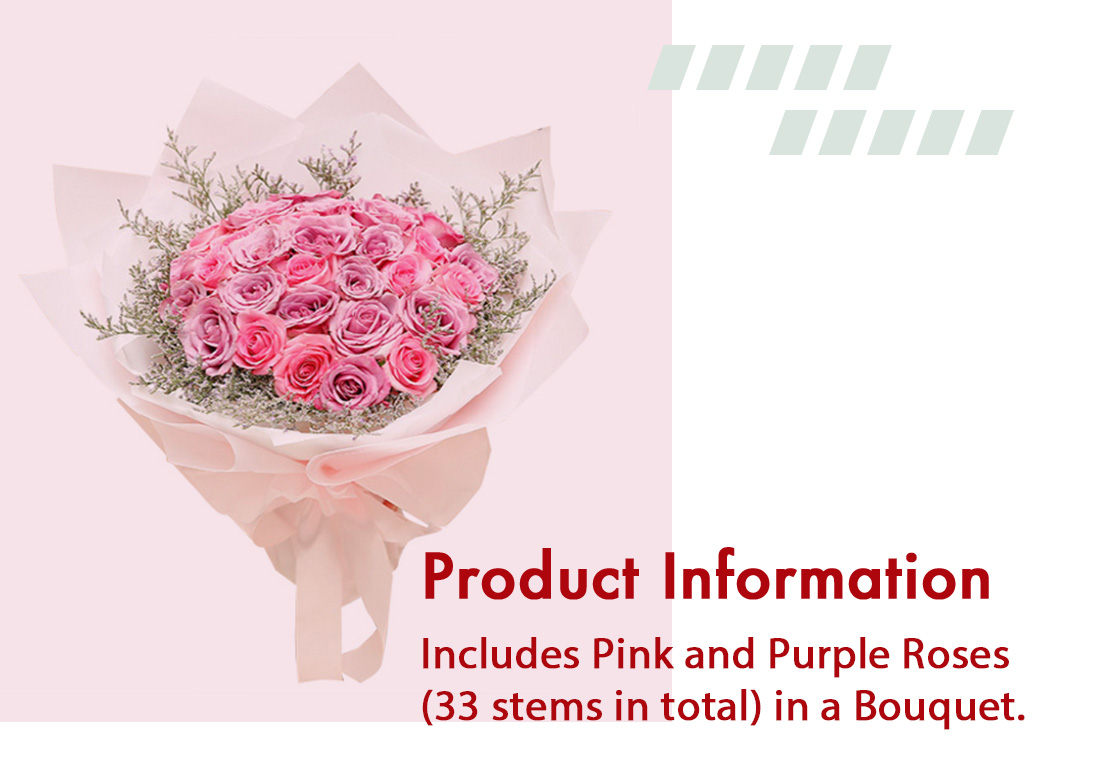 Product Information
Includes Pink and Purple Roses
(33 stems in total) in a Bouquet.